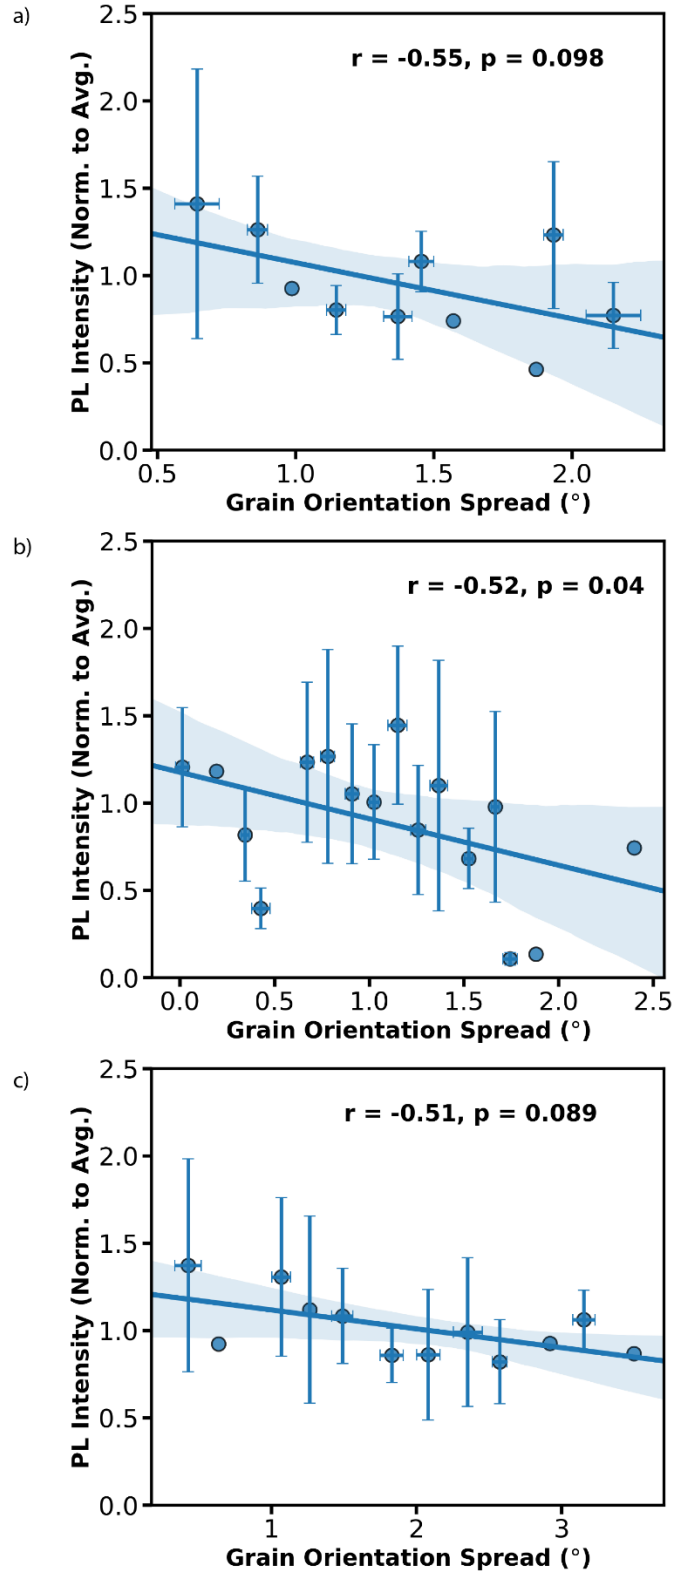 a)
r = -0.55, p = 0.098
PL Intensity (Norm. to Avg.)
2.5
2.0
1.5
1.0
0.5
0.0
0.5 1.0 1.5 2.0
Grain Orientation Spread (°)
b)
r = -0.52, p = 0.04
PL Intensity (Norm. to Avg.)
2.5
2.0
1.5
1.0
0.5
0.0
0.0 0.5 1.0 1.5 2.0 2.5
Grain Orientation Spread (°)
c)
r = -0.51, p = 0.089
PL Intensity (Norm. to Avg.)
2.5
2.0
1.5
1.0
0.5
0.0
1 2 3
Grain Orientation Spread (°)